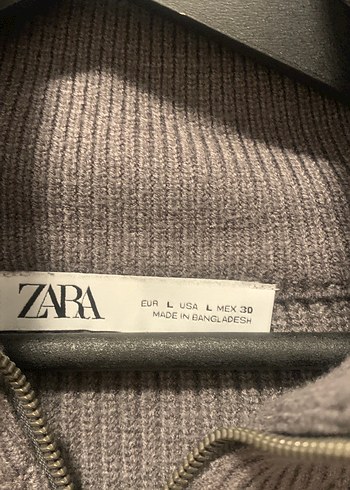 ZARA
EUR L USA L MEX 30
MADE IN BANGLADESH